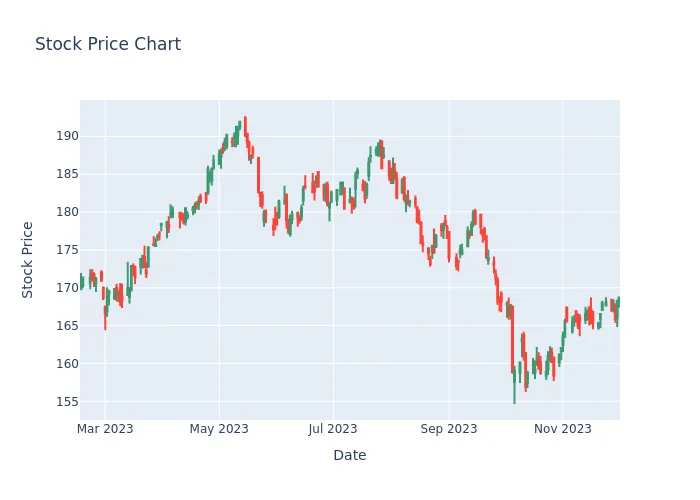 Stock Price Chart
190
185
180
175
170
165
160
155
Stock Price
Mar 2023
May 2023
Jul 2023
Sep 2023
Nov 2023
Date